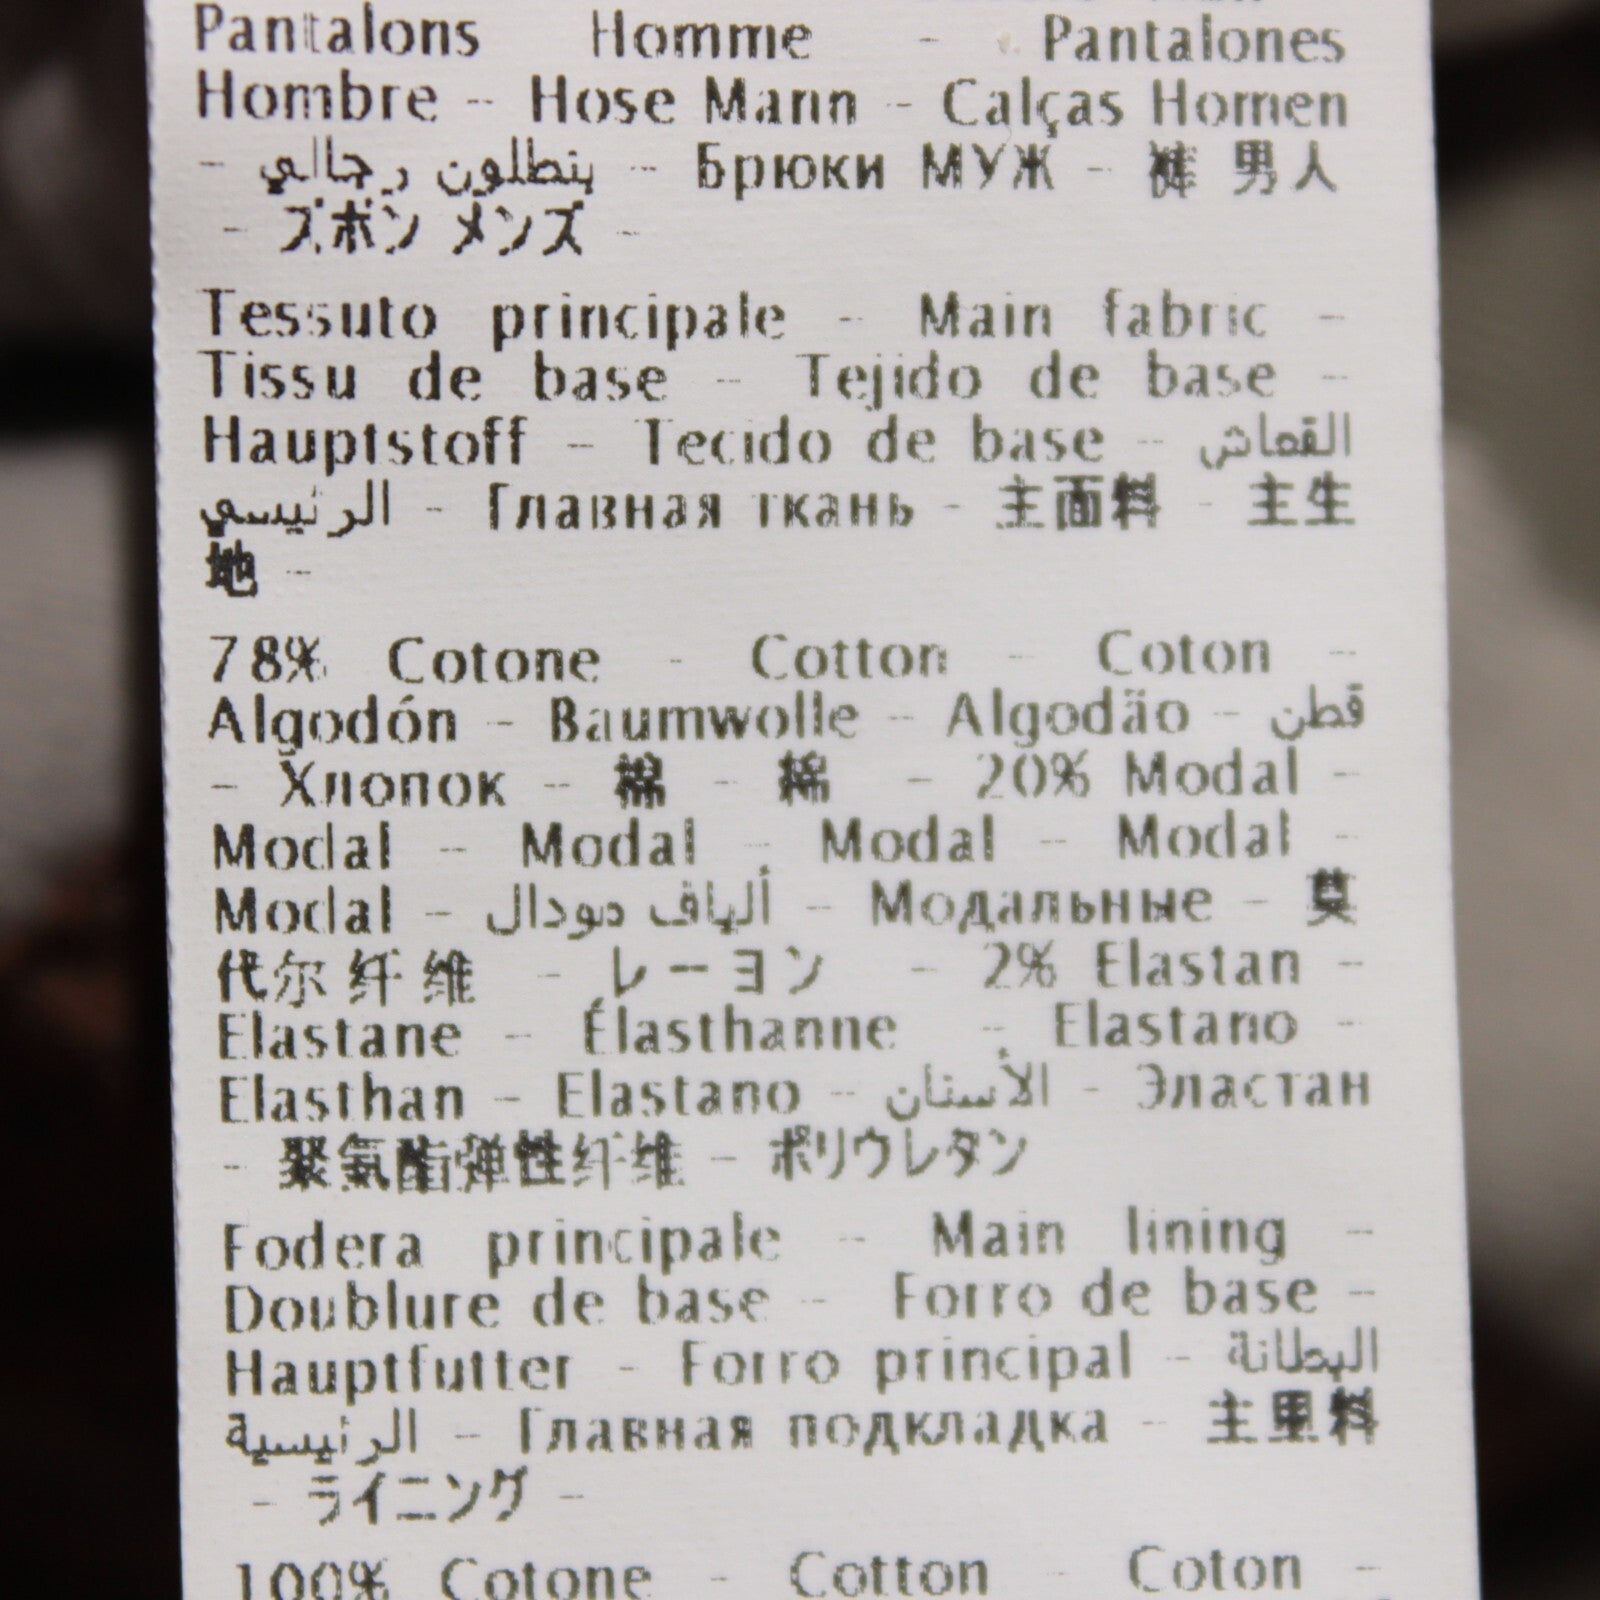 Pantalons Homme - Pantalones
Hombre - Hose Mann - Calças Homen
- بنطلون رجالي - Брюки МУЖ - 裤 男人
- ズボン メンズ -
Tessuto principale - Main fabric -
Tissu de base - Tejido de base -
Hauptstoff - Tecido de base - القماش
الرئيسي - Главная ткань - 主面料 - 主生
地 -
78% Cotone - Cotton - Coton -
Algodón - Baumwolle - Algodão - قطن
- Хлопок - 棉 - 綿 - 20% Modal -
Modal - Modal - Modal - Modal -
Modal - ألياف مودال - Модальные - 莫
代尔纤维 - レーヨン - 2% Elastan -
Elastane - Élasthanne - Elastano -
Elasthan - Elastano - الأستان - Эластан
- 聚氨酯弹性纤维 - ポリウレタン
Fodera principale - Main lining -
Doublure de base - Forro de base -
Hauptfutter - Forro principal - البطانة
الرئيسية - Главная подкладка - 主里料
- ライニング -
100% Cotone - Cotton - Coton -